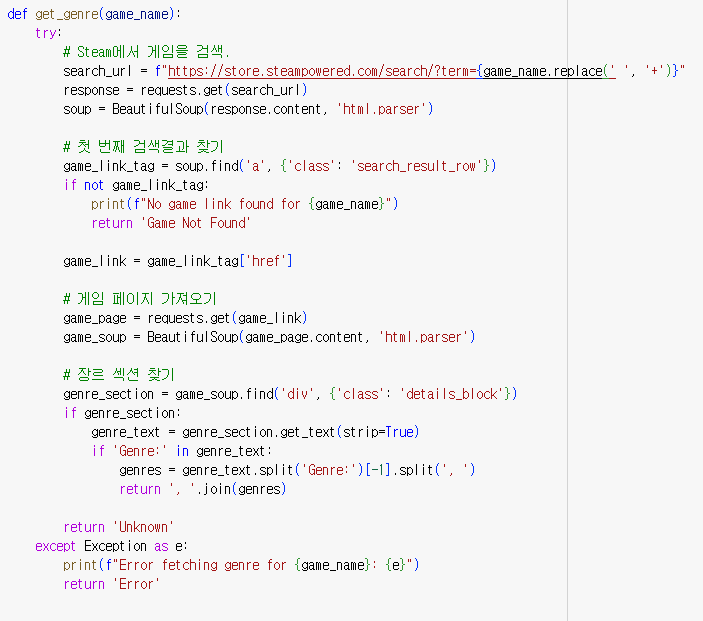 def get_genre(game_name):
    try:
        # Steam에서 게임을 검색.
        search_url = f"https://store.steampowered.com/search/?term={game_name.replace(' ', '+')}"
        response = requests.get(search_url)
        soup = BeautifulSoup(response.content, 'html.parser')

        # 첫 번째 검색결과 찾기
        game_link_tag = soup.find('a', {'class': 'search_result_row'})
        if not game_link_tag:
            print(f"No game link found for {game_name}")
            return 'Game Not Found'

        game_link = game_link_tag['href']

        # 게임 페이지 가져오기
        game_page = requests.get(game_link)
        game_soup = BeautifulSoup(game_page.content, 'html.parser')

        # 장르 섹션 찾기
        genre_section = game_soup.find('div', {'class': 'details_block'})
        if genre_section:
            genre_text = genre_section.get_text(strip=True)
            if 'Genre:' in genre_text:
                genres = genre_text.split('Genre:')[-1].split(', ')
                return ', '.join(genres)

        return 'Unknown'
    except Exception as e:
        print(f"Error fetching genre for {game_name}: {e}")
        return 'Error'